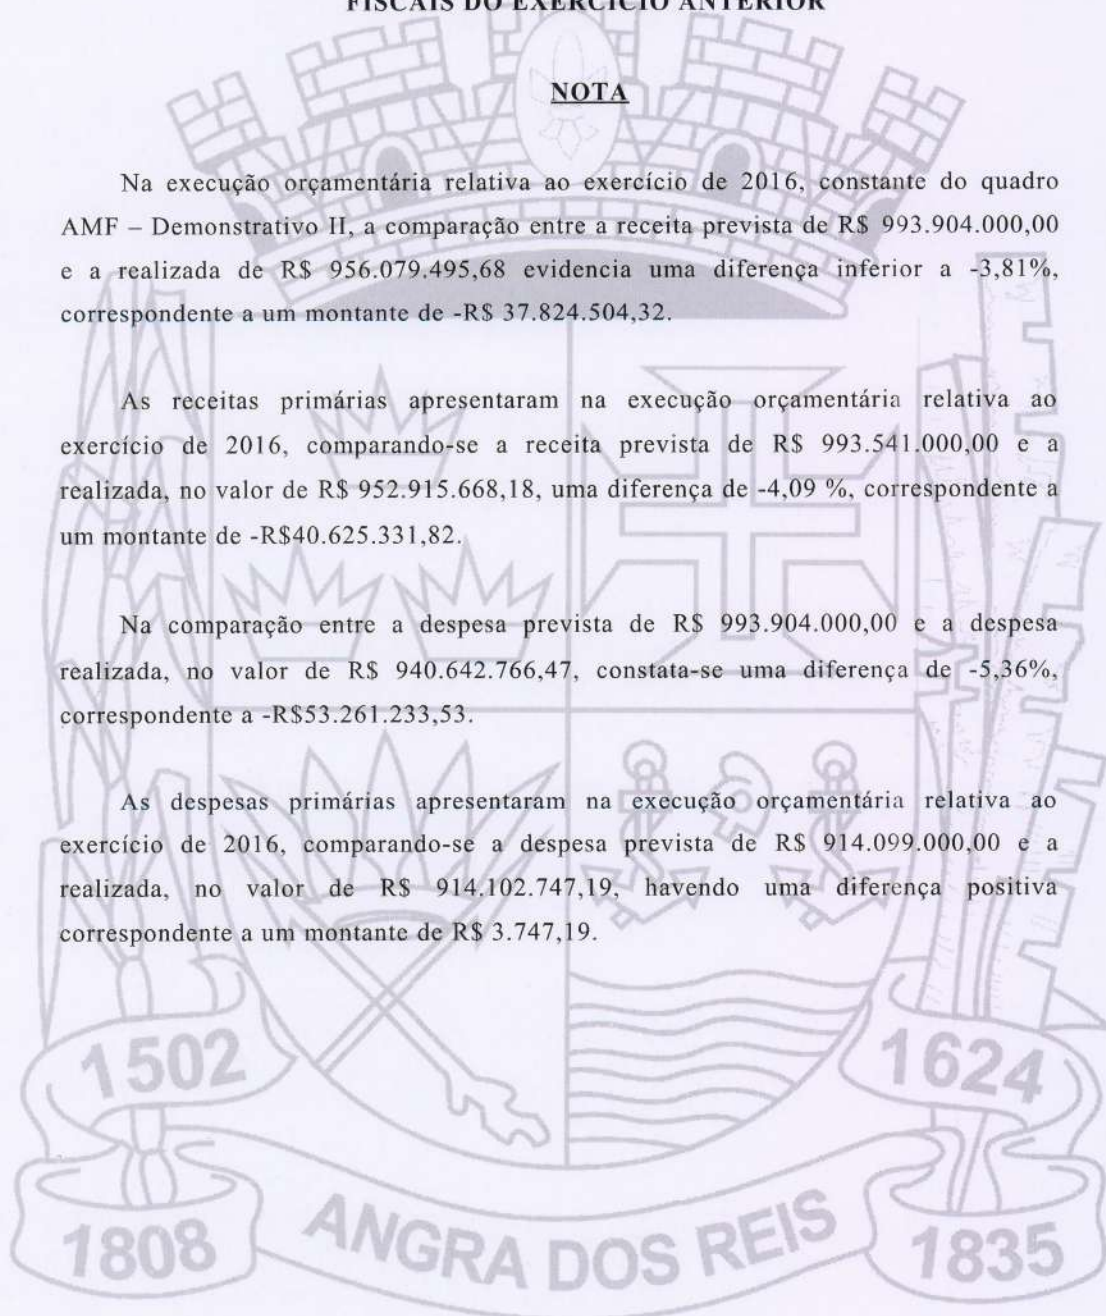 FISCAIS DO EXERCÍCIO ANTERIOR
NOTA
Na execução orçamentária relativa ao exercício de 2016, constante do quadro
AMF – Demonstrativo II, a comparação entre a receita prevista de R$ 993.904.000,00
e a realizada de R$ 956.079.495,68 evidencia uma diferença inferior a -3,81%,
correspondente a um montante de -R$ 37.824.504,32.
As receitas primárias apresentaram na execução orçamentária relativa ao
exercício de 2016, comparando-se a receita prevista de R$ 993.541.000,00 e a
realizada, no valor de R$ 952.915.668,18, uma diferença de -4,09 %, correspondente a
um montante de -R$40.625.331,82.
Na comparação entre a despesa prevista de R$ 993.904.000,00 e a despesa
realizada, no valor de R$ 940.642.766,47, constata-se uma diferença de -5,36%,
correspondente a -R$53.261.233,53.
As despesas primárias apresentaram na execução orçamentária relativa ao
exercício de 2016, comparando-se a despesa prevista de R$ 914.099.000,00 e a
realizada, no valor de R$ 914.102.747,19, havendo uma diferença positiva
correspondente a um montante de R$ 3.747,19.
1502
1624
1808
ANGRA DOS REIS
1835